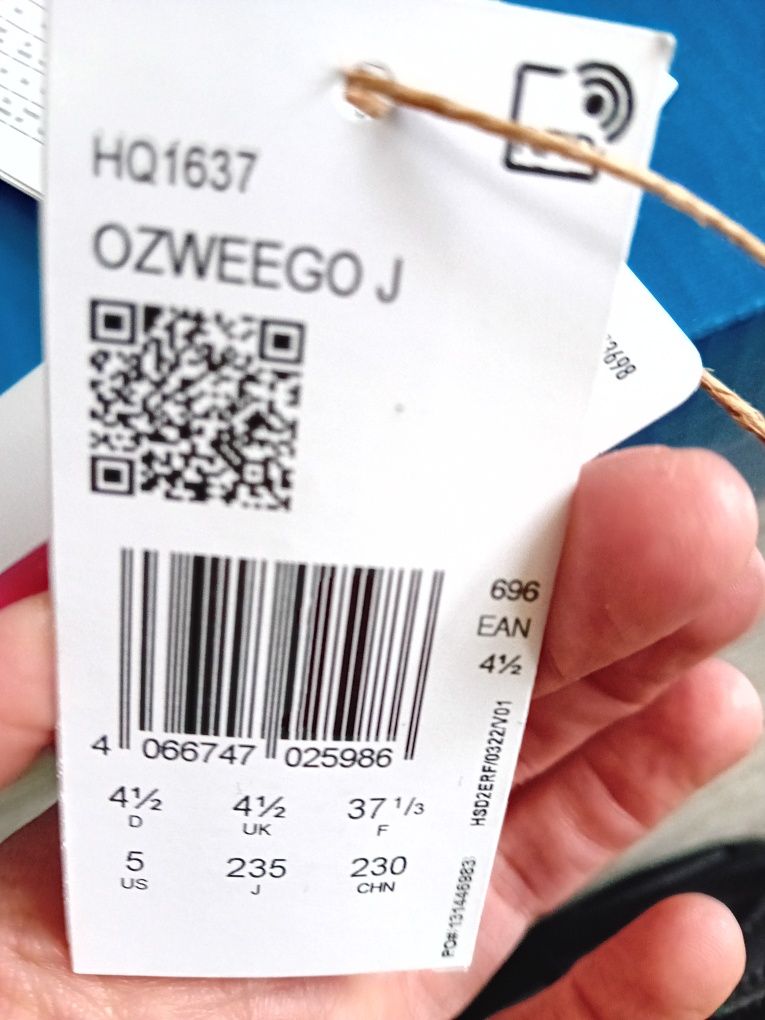 HQ1637
OZWEEGO J
696
EAN
4½
4 066747 025986
4½ 4½ 37 1/3
D UK F
5 235 230
US J CHN
HSD2ERF/0322/V01
PO#:131446983